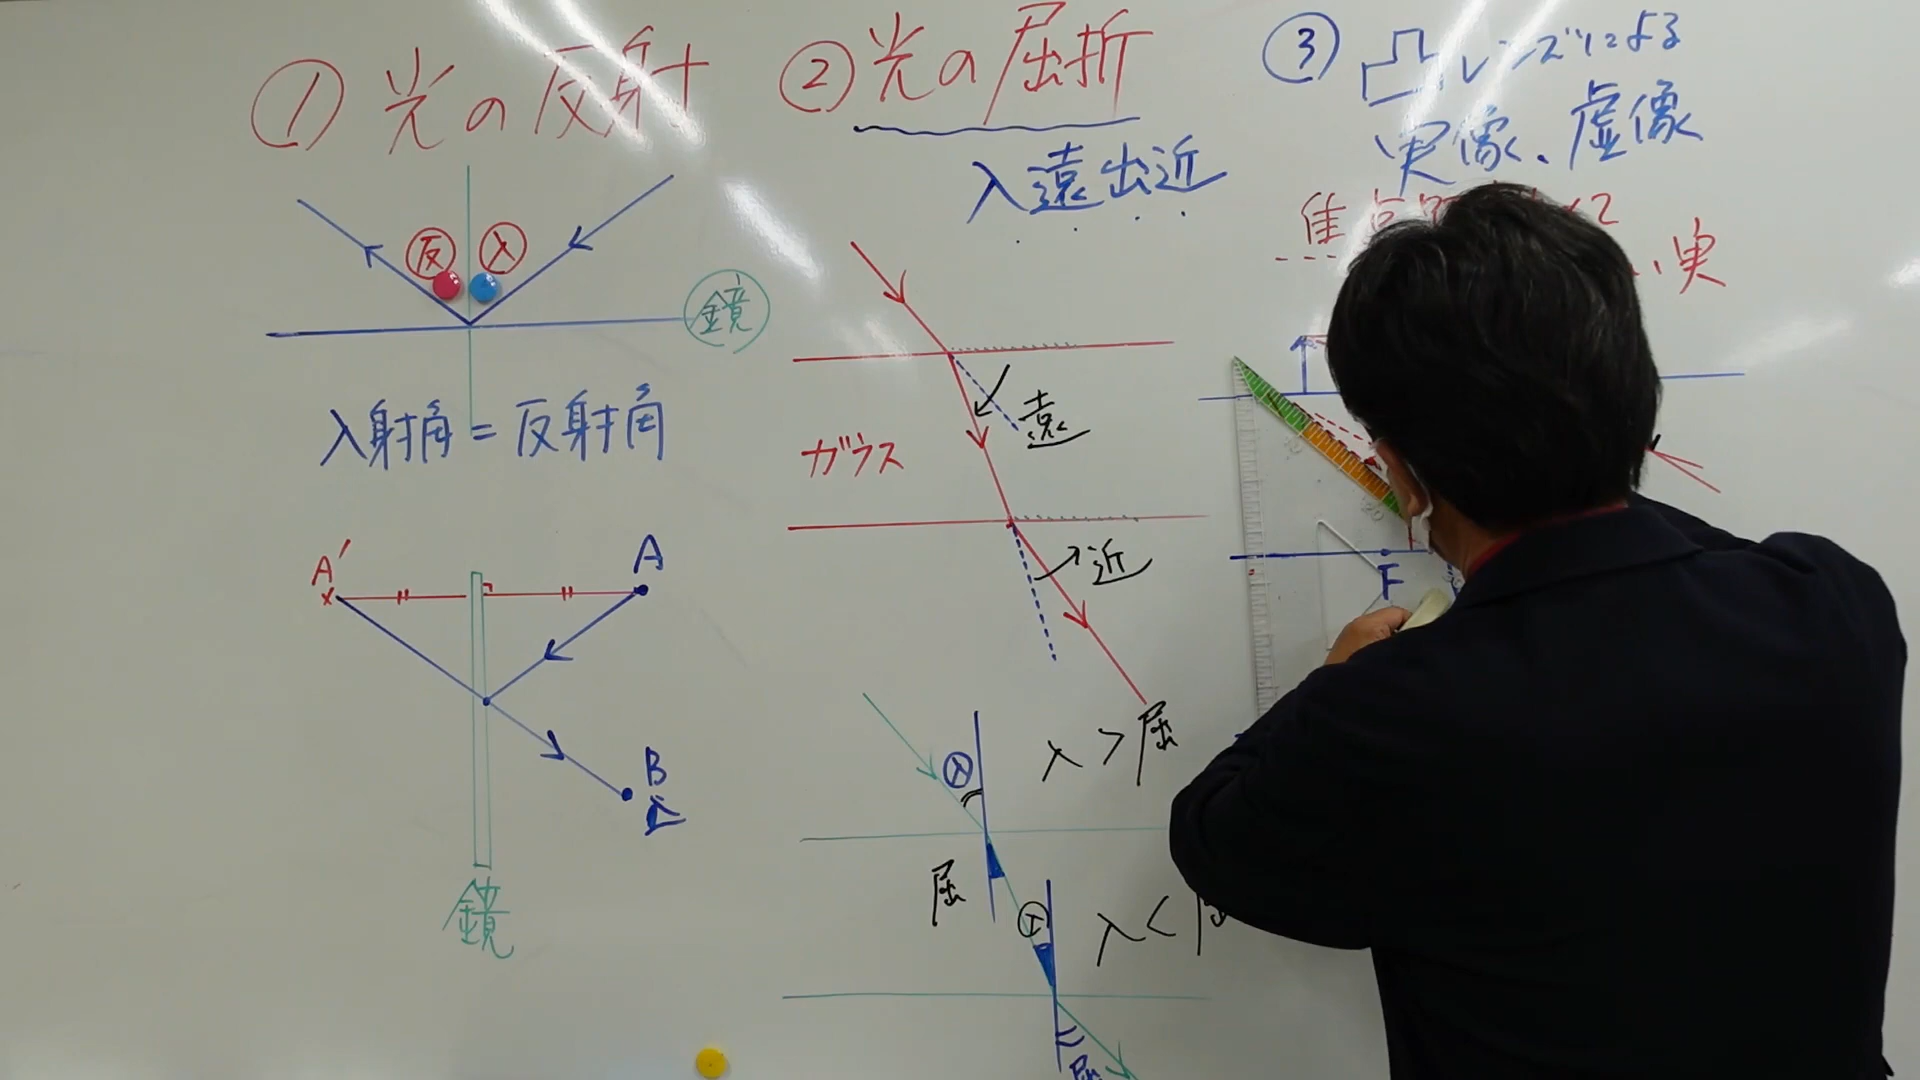 ① 光の反射
反 入
鏡
入射角 = 反射角
A' A
B
鏡
② 光の屈折
入遠出近
遠
ガラス
近
入 > 屈
入
屈
入 <
屈
③ 凸レンズによる
実像、虚像
実
F